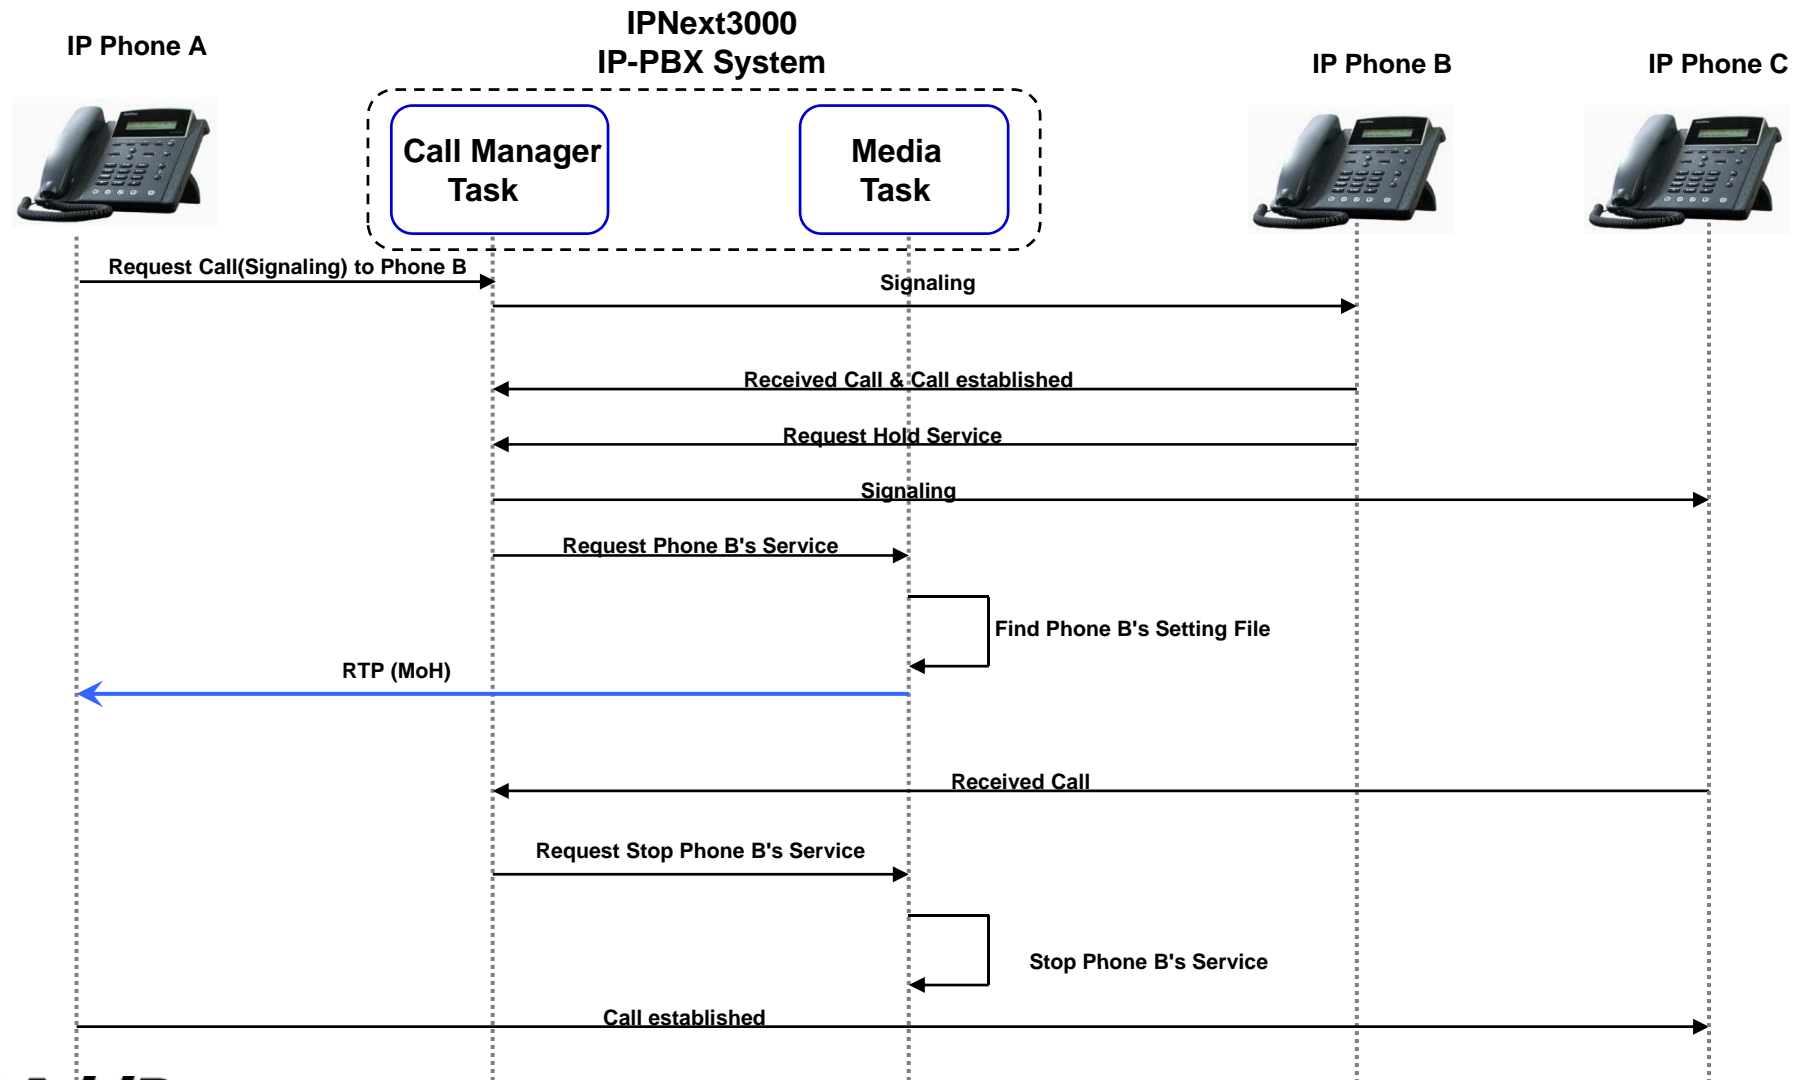 IPNext3000
IP-PBX System
IP Phone A
IP Phone B
IP Phone C
Call Manager
Task
Media
Task
Request Call(Signaling) to Phone B
Signaling
Received Call & Call established
Request Hold Service
Signaling
Request Phone B's Service
Find Phone B's Setting File
RTP (MoH)
Received Call
Request Stop Phone B's Service
Stop Phone B's Service
Call established